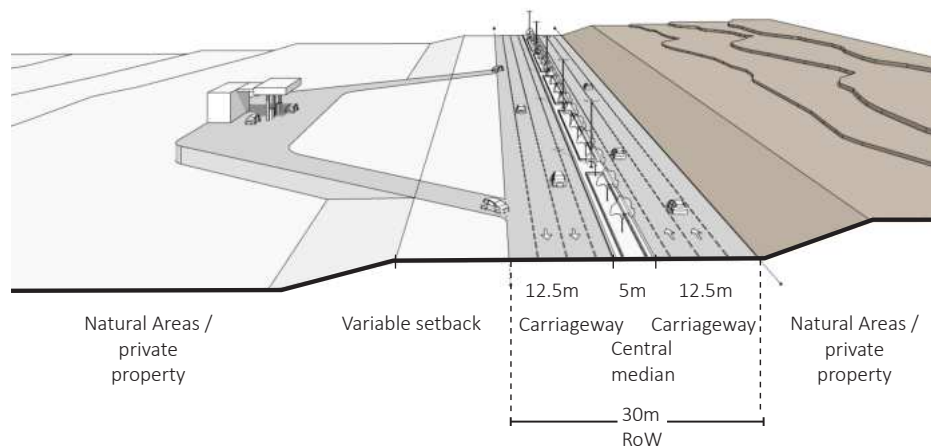 12.5m 5m 12.5m
Natural Areas /
private
property
Variable setback
Carriageway
Central
median
Carriageway
Natural Areas /
private
property
30m
RoW